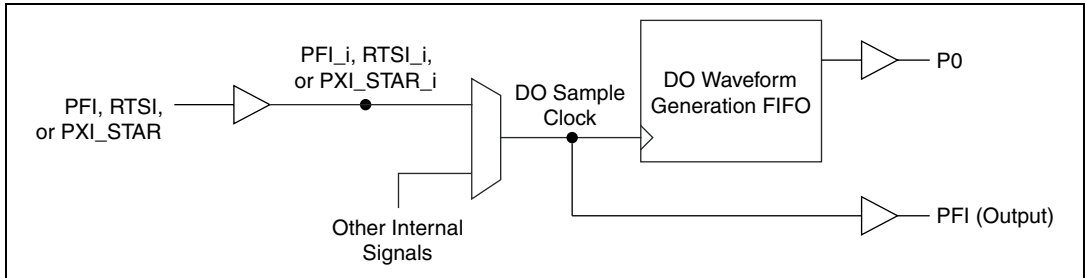 PFI, RTSI,
or PXI_STAR
PFI_i, RTSI_i,
or PXI_STAR_i
Other Internal
Signals
DO Sample
Clock
DO Waveform
Generation FIFO
P0
PFI (Output)